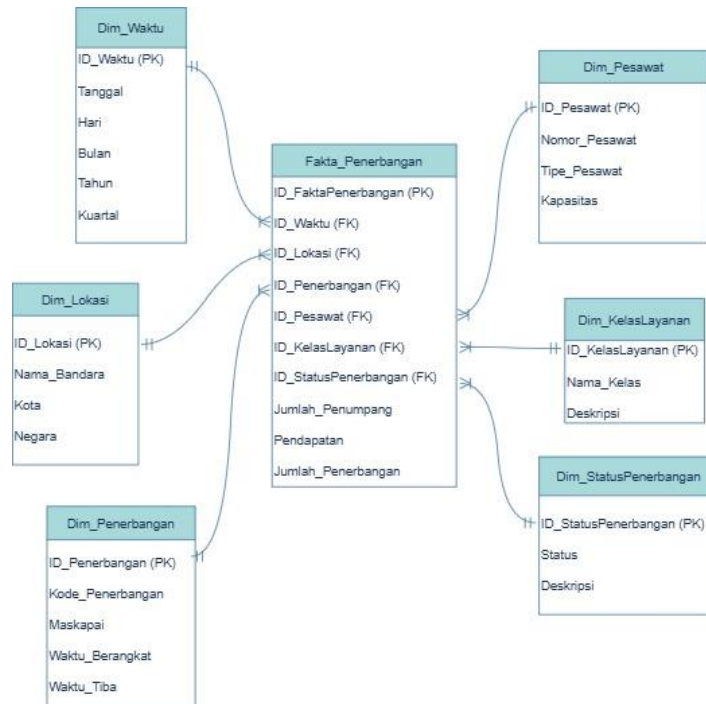 Dim_Waktu
ID_Waktu (PK)
Tanggal
Hari
Bulan
Tahun
Kuartal
Dim_Lokasi
ID_Lokasi (PK)
Nama_Bandara
Kota
Negara
Dim_Penerbangan
ID_Penerbangan (PK)
Kode_Penerbangan
Maskapai
Waktu_Berangkat
Waktu_Tiba
Fakta_Penerbangan
ID_FaktaPenerbangan (PK)
ID_Waktu (FK)
ID_Lokasi (FK)
ID_Penerbangan (FK)
ID_Pesawat (FK)
ID_KelasLayanan (FK)
ID_StatusPenerbangan (FK)
Jumlah_Penumpang
Pendapatan
Jumlah_Penerbangan
Dim_Pesawat
ID_Pesawat (PK)
Nomor_Pesawat
Tipe_Pesawat
Kapasitas
Dim_KelasLayanan
ID_KelasLayanan (PK)
Nama_Kelas
Deskripsi
Dim_StatusPenerbangan
ID_StatusPenerbangan (PK)
Status
Deskripsi